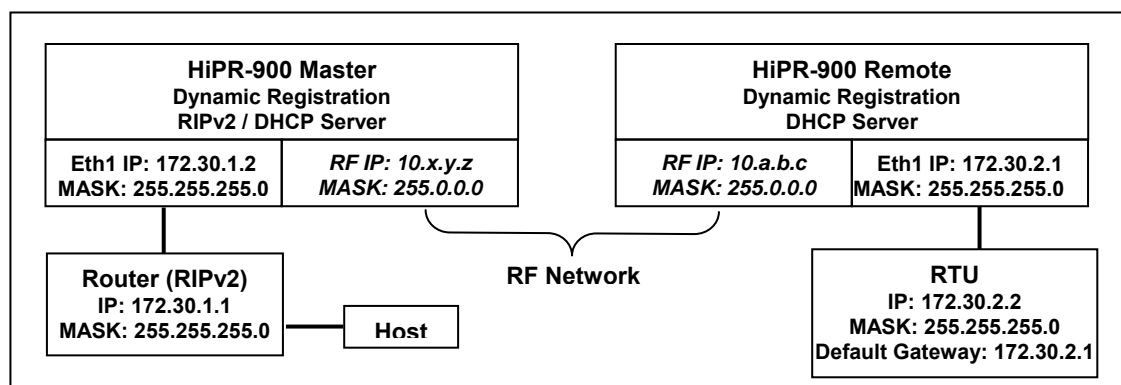 HiPR-900 Master
Dynamic Registration
RIPv2 / DHCP Server
Eth1 IP: 172.30.1.2
MASK: 255.255.255.0
RF IP: 10.x.y.z
MASK: 255.0.0.0
HiPR-900 Remote
Dynamic Registration
DHCP Server
RF IP: 10.a.b.c
MASK: 255.0.0.0
Eth1 IP: 172.30.2.1
MASK: 255.255.255.0
RF Network
Router (RIPv2)
IP: 172.30.1.1
MASK: 255.255.255.0
Host
RTU
IP: 172.30.2.2
MASK: 255.255.255.0
Default Gateway: 172.30.2.1